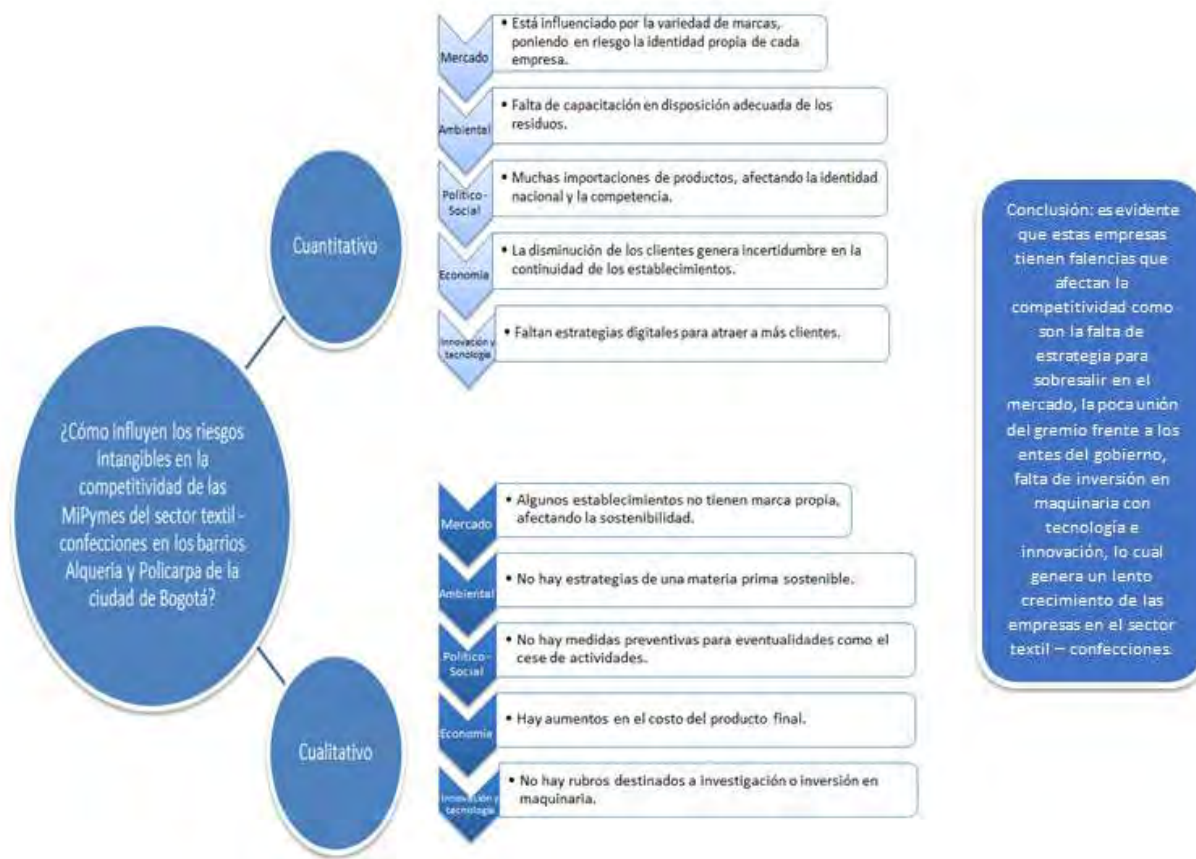 ¿Cómo influyen los riesgos
intangibles en la
competitividad de las
MiPymes del sector textil -
confecciones en los barrios
Alqueria y Policarpa de la
ciudad de Bogotá?
Cuantitativo
Mercado
• Está influenciado por la variedad de marcas,
poniendo en riesgo la identidad propia de cada
empresa.
Ambiental
• Falta de capacitación en disposición adecuada de los
residuos.
Político -
Social
• Muchas importaciones de productos, afectando la identidad
nacional y la competencia.
Economía
• La disminución de los clientes genera incertidumbre en la
continuidad de los establecimientos.
Innovación y
tecnología
• Faltan estrategias digitales para atraer a más clientes.
Cualitativo
Mercado
• Algunos establecimientos no tienen marca propia,
afectando la sostenibilidad.
Ambiental
• No hay estrategias de una materia prima sostenible.
Político -
Social
• No hay medidas preventivas para eventualidades como el
cese de actividades.
Economía
• Hay aumentos en el costo del producto final.
Innovación y
tecnología
• No hay rubros destinados a investigación o inversión en
maquinaria.
Conclusión: es evidente
que estas empresas
tienen falencias que
afectan la
competitividad como
son la falta de
estrategia para
sobresalir en el
mercado, la poca unión
del gremio frente a los
entes del gobierno,
falta de inversión en
maquinaria con
tecnología e
innovación, lo cual
genera un lento
crecimiento de las
empresas en el sector
textil – confecciones.